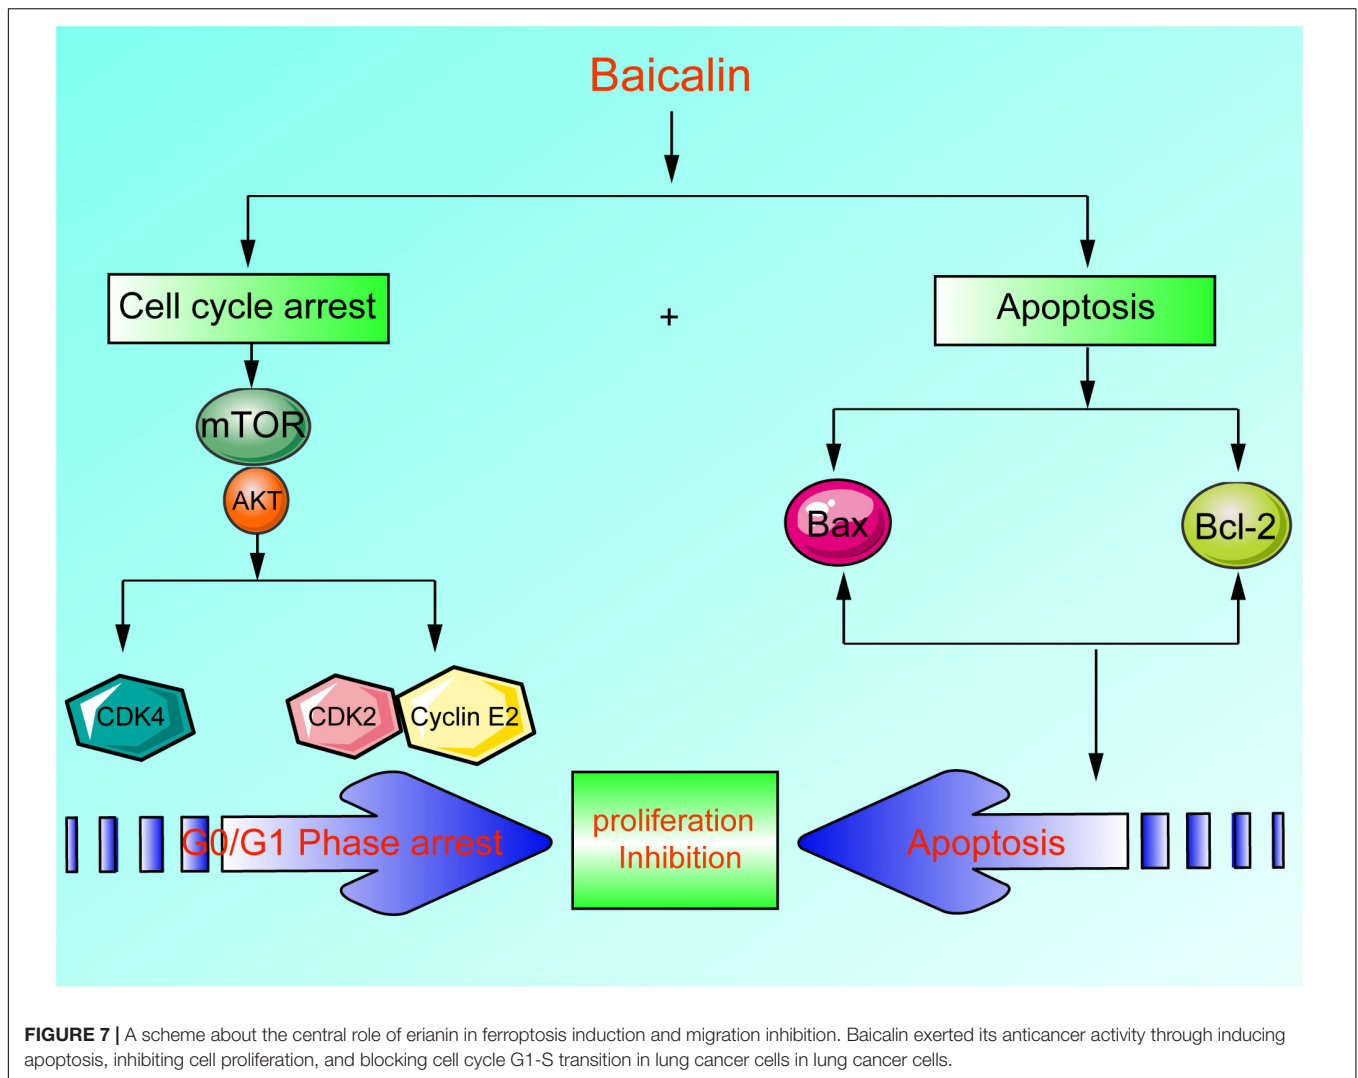 Baicalin
Cell cycle arrest
+
Apoptosis
mTOR
AKT
Bax
Bcl-2
CDK4
CDK2
Cyclin E2
G0/G1 Phase arrest
proliferation
Inhibition
Apoptosis
FIGURE 7 | A scheme about the central role of erianin in ferroptosis induction and migration inhibition. Baicalin exerted its anticancer activity through inducing
apoptosis, inhibiting cell proliferation, and blocking cell cycle G1-S transition in lung cancer cells in lung cancer cells.